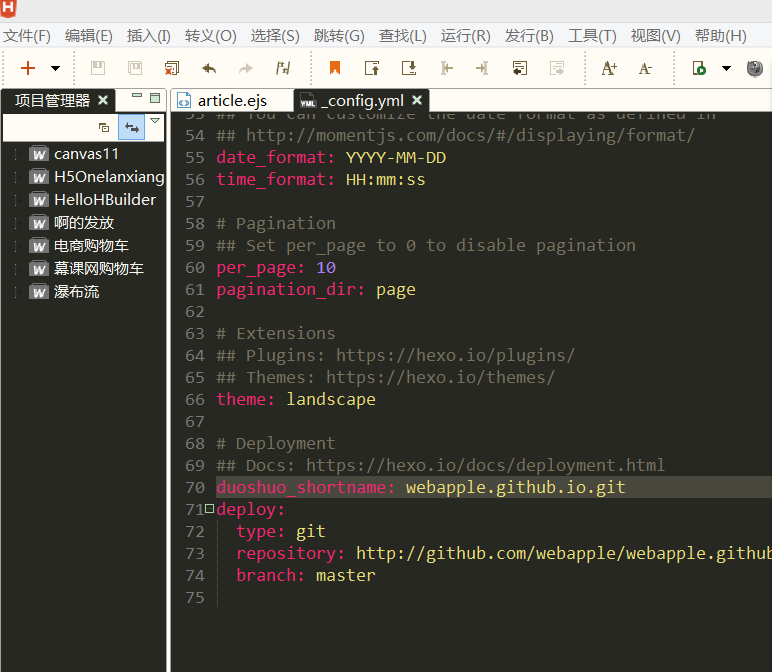 H
文件(F) 编辑(E) 插入(I) 转义(O) 选择(S) 跳转(G) 查找(L) 运行(R) 发行(B) 工具(T) 视图(V) 帮助(H)
项目管理器
article.ejs
_config.yml
canvas11
H5Onelanxiang
HelloHBuilder
啊的发放
电商购物车
幕课网购物车
瀑布流
53 ## You can customize the date format as defined in
54 ## http://momentjs.com/docs/#/displaying/format/
55 date_format: YYYY-MM-DD
56 time_format: HH:mm:ss
57
58 # Pagination
59 ## Set per_page to 0 to disable pagination
60 per_page: 10
61 pagination_dir: page
62
63 # Extensions
64 ## Plugins: https://hexo.io/plugins/
65 ## Themes: https://hexo.io/themes/
66 theme: landscape
67
68 # Deployment
69 ## Docs: https://hexo.io/docs/deployment.html
70 duoshuo_shortname: webapple.github.io.git
71 deploy:
72 type: git
73 repository: http://github.com/webapple/webapple.github
74 branch: master
75